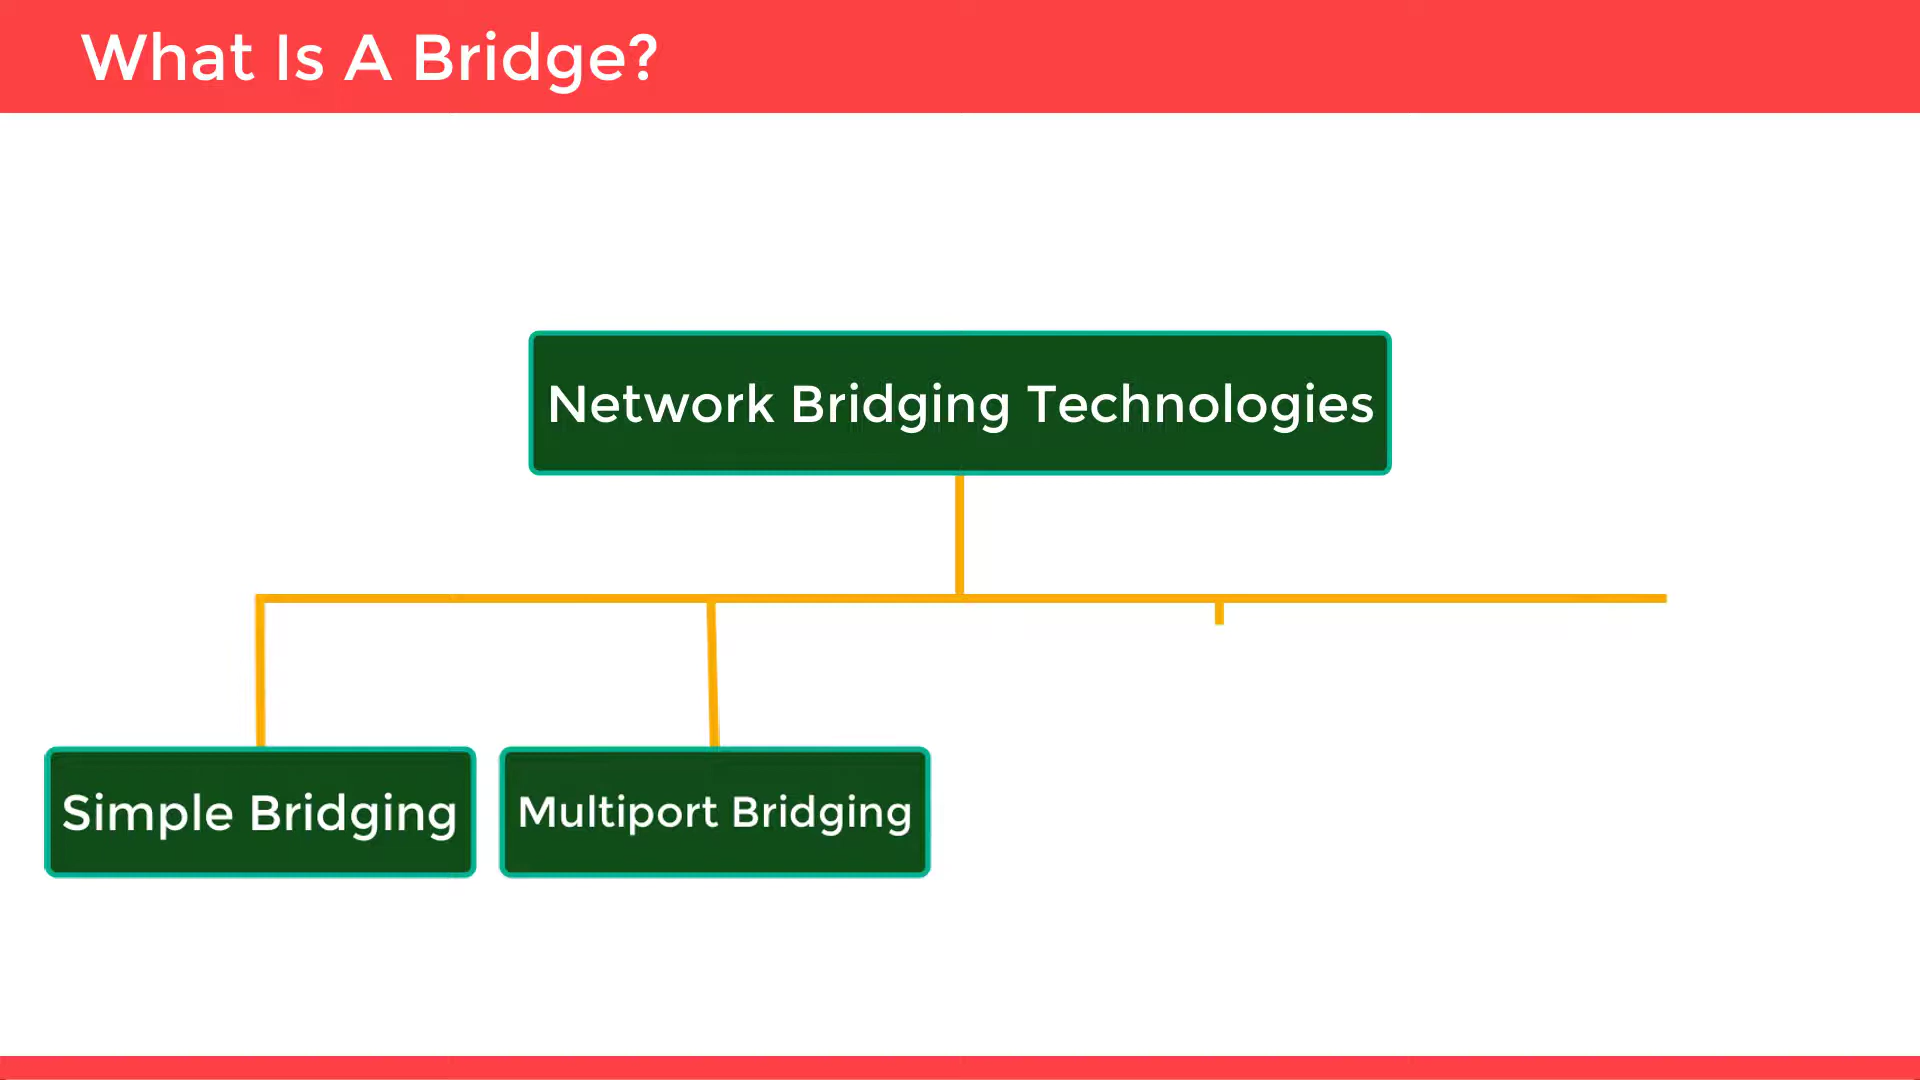 What Is A Bridge?
Network Bridging Technologies
Simple Bridging
Multiport Bridging